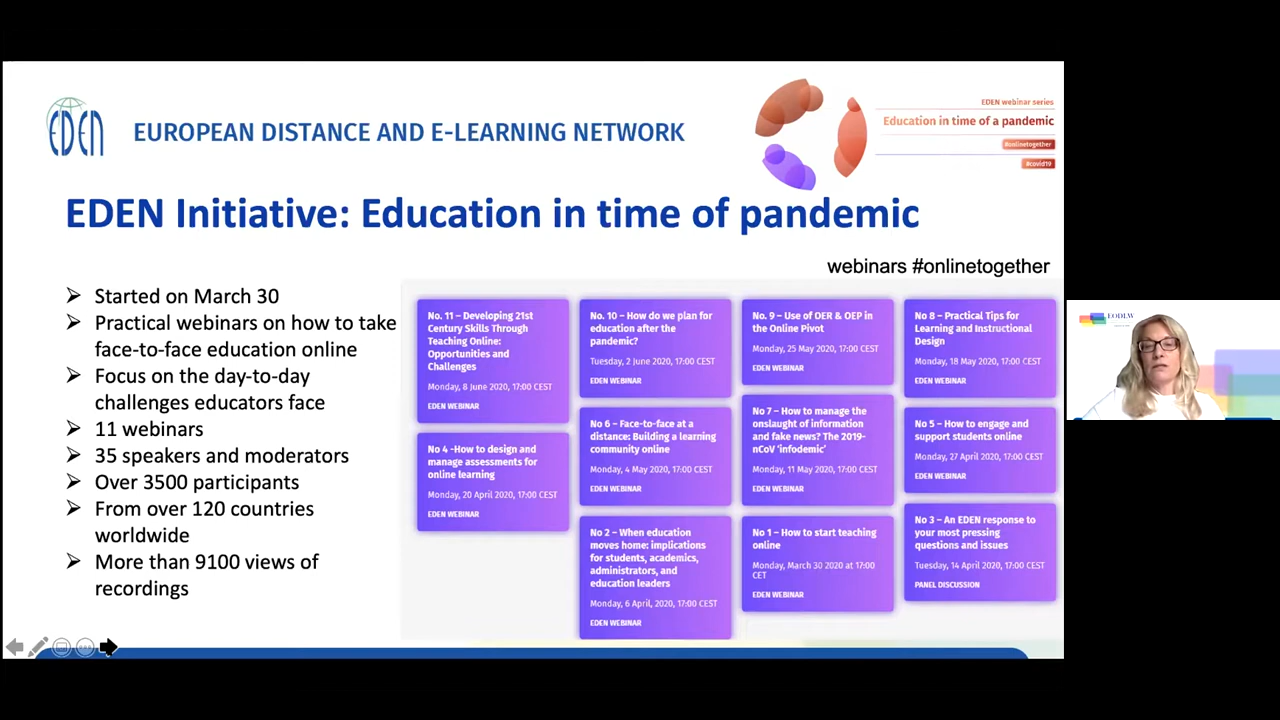 EDEN
EUROPEAN DISTANCE AND E-LEARNING NETWORK
EDEN webinar series
Education in time of a pandemic
#onlinetogether
#covid19
EDEN Initiative: Education in time of pandemic
webinars #onlinetogether
Started on March 30
Practical webinars on how to take
face-to-face education online
Focus on the day-to-day
challenges educators face
11 webinars
35 speakers and moderators
Over 3500 participants
From over 120 countries
worldwide
More than 9100 views of
recordings
No. 11 – Developing 21st
Century Skills Through
Teaching Online:
Opportunities and
Challenges
Monday, 8 June 2020, 17:00 CEST
EDEN WEBINAR
No 4 -How to design and
manage assessments for
online learning
Monday, 20 April 2020, 17:00 CEST
EDEN WEBINAR
No. 10 – How do we plan for
education after the
pandemic?
Tuesday, 2 June 2020, 17:00 CEST
EDEN WEBINAR
No 6 – Face-to-face at a
distance: Building a learning
community online
Monday, 4 May 2020, 17:00 CEST
EDEN WEBINAR
No 2 – When education
moves home: implications
for students, academics,
administrators, and
education leaders
Monday, 6 April, 2020, 17:00 CEST
EDEN WEBINAR
No. 9 – Use of OER & OEP in
the Online Pivot
Monday, 25 May 2020, 17:00 CEST
EDEN WEBINAR
No 7 – How to manage the
onslaught of information
and fake news? The 2019-
nCoV 'infodemic'
Monday, 11 May 2020, 17:00 CEST
EDEN WEBINAR
No 1 – How to start teaching
online
Monday, March 30 2020 at 17:00
CET
EDEN WEBINAR
No 8 – Practical Tips for
Learning and Instructional
Design
Monday, 18 May 2020, 17:00 CEST
EDEN WEBINAR
No 5 – How to engage and
support students online
Monday, 27 April 2020, 17:00 CEST
EDEN WEBINAR
No 3 – An EDEN response to
your most pressing
questions and issues
Tuesday, 14 April 2020, 17:00 CEST
PANEL DISCUSSION
EODLW